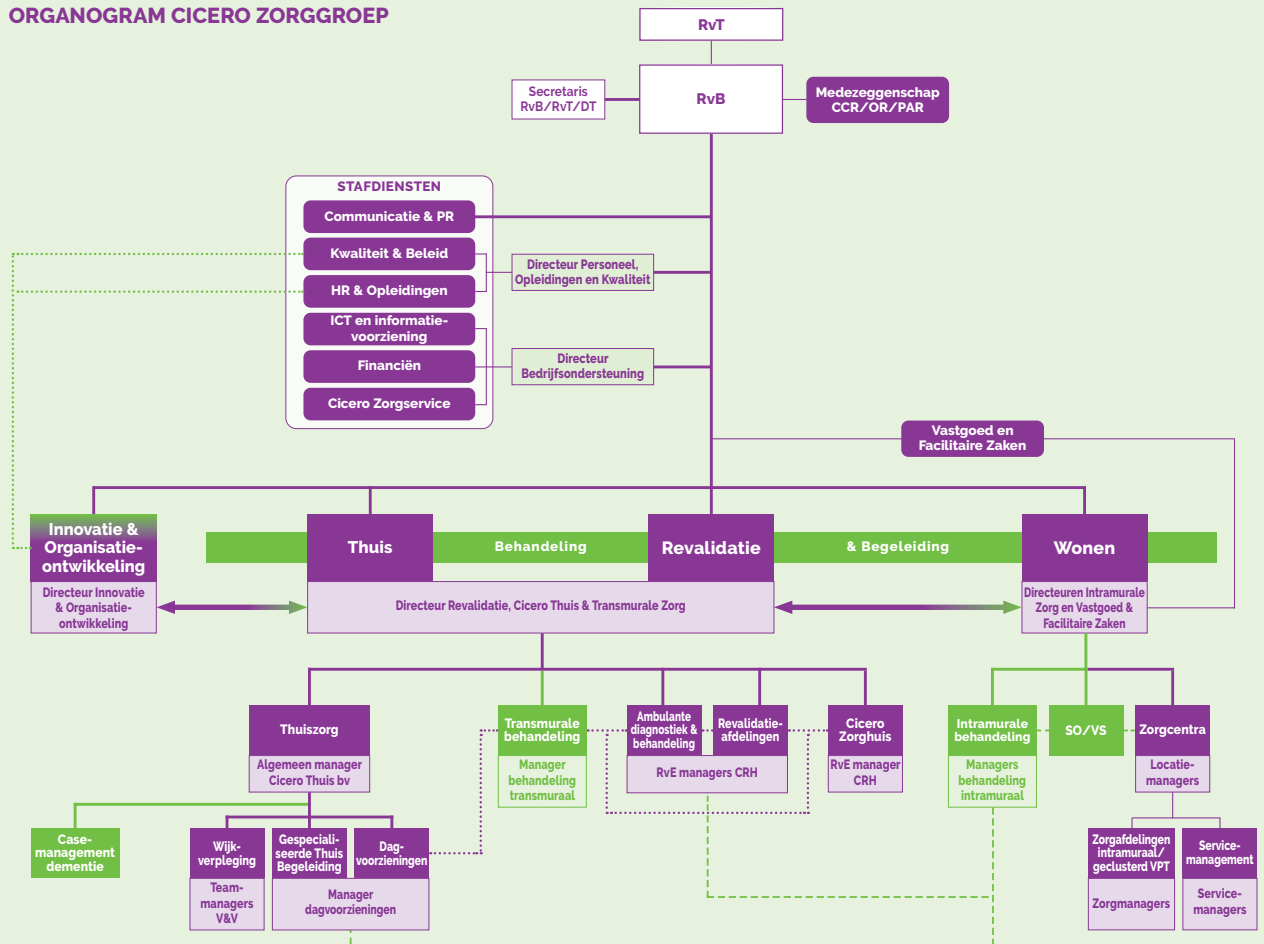 ORGANOGRAM CICERO ZORGGROEP
RvT
Secretaris
RvB/RvT/DT
RvB
Medezeggenschap
CCR/OR/PAR
STAFDIENSTEN
Communicatie & PR
Kwaliteit & Beleid
HR & Opleidingen
Directeur Personeel,
Opleidingen en Kwaliteit
ICT en informatie-
voorziening
Financiën
Cicero Zorgservice
Directeur
Bedrijfsondersteuning
Vastgoed en
Facilitaire Zaken
Innovatie &
Organisatie-
ontwikkeling
Thuis
Behandeling
Revalidatie
& Begeleiding
Wonen
Directeur Innovatie
& Organisatie-
ontwikkeling
Directeur Revalidatie, Cicero Thuis & Transmurale Zorg
Directeuren Intramurale
Zorg en Vastgoed &
Facilitaire Zaken
Thuiszorg
Algemeen manager
Cicero Thuis bv
Transmurale
behandeling
Manager
behandeling
transmuraal
Ambulante
diagnostiek &
behandeling
Revalidatie-
afdelingen
RvE managers CRH
Cicero
Zorghuis
RvE manager
CRH
Intramurale
behandeling
Managers
behandeling
intramuraal
SO/VS
Zorgcentra
Locatie-
managers
Case-
management
dementie
Wijk-
verpleging
Team-
managers
V&V
Gespeciali-
seerde Thuis
Begeleiding
Dag-
voorzieningen
Manager
dagvoorzieningen
Zorgafdelingen
intramuraal/
geclusterd VPT
Zorgmanagers
Service-
management
Service-
managers